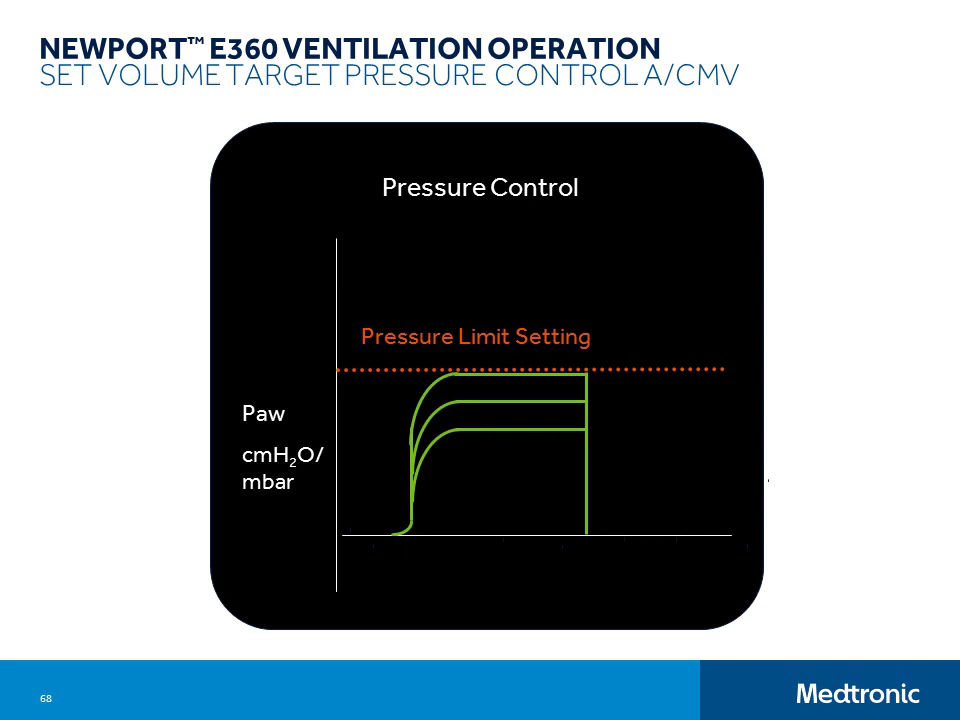 NEWPORT™ E360 VENTILATION OPERATION
SET VOLUME TARGET PRESSURE CONTROL A/CMV
Pressure Control
Pressure Limit Setting
Paw
cmH₂O/
mbar
68
Medtronic